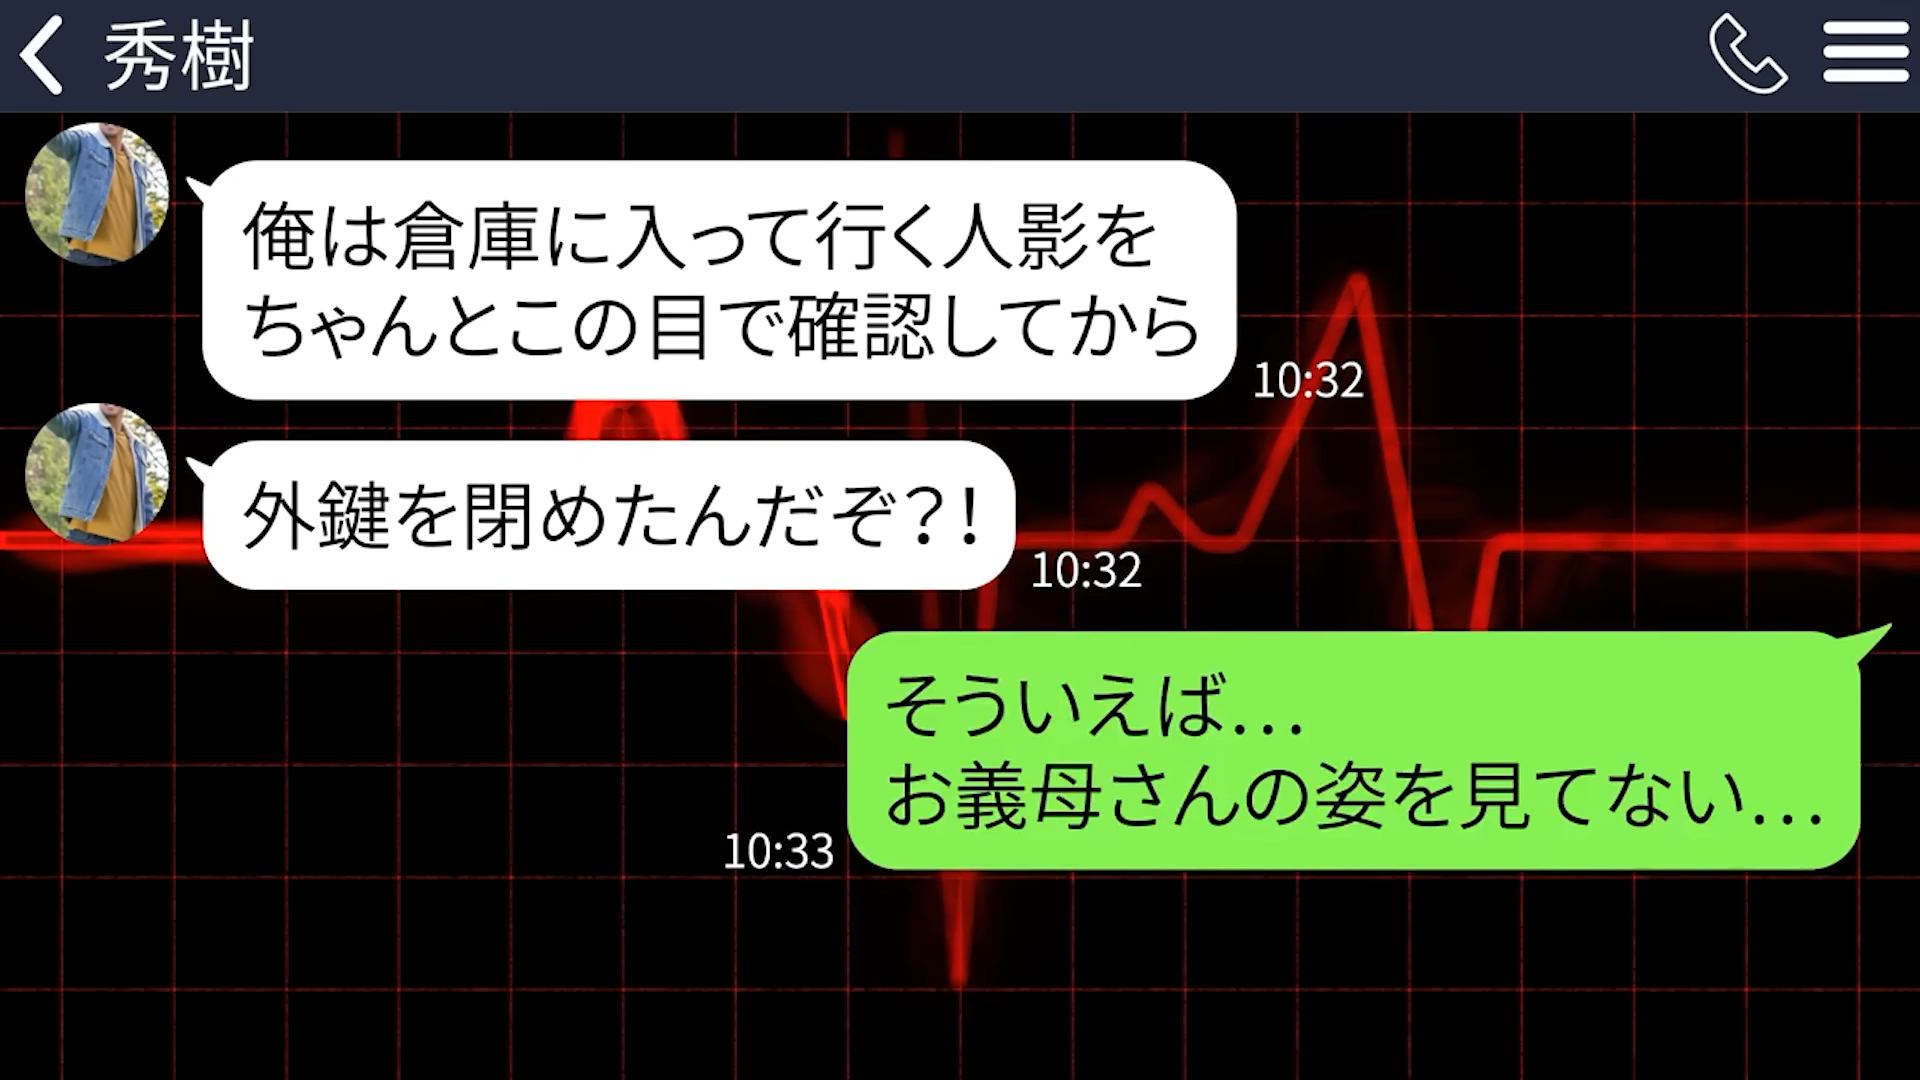 秀樹
俺は倉庫に入って行く人影を
ちゃんとこの目で確認してから
10:32
外鍵を閉めたんだぞ？！
10:32
そういえば…
お義母さんの姿を見てない…
10:33